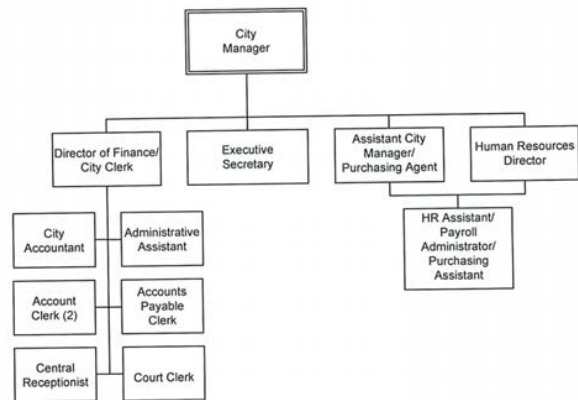 City
Manager
Director of Finance/
City Clerk
Executive
Secretary
Assistant City
Manager/
Purchasing Agent
Human Resources
Director
City
Accountant
Administrative
Assistant
HR Assistant/
Payroll
Administrator/
Purchasing
Assistant
Account
Clerk (2)
Accounts
Payable
Clerk
Central
Receptionist
Court Clerk